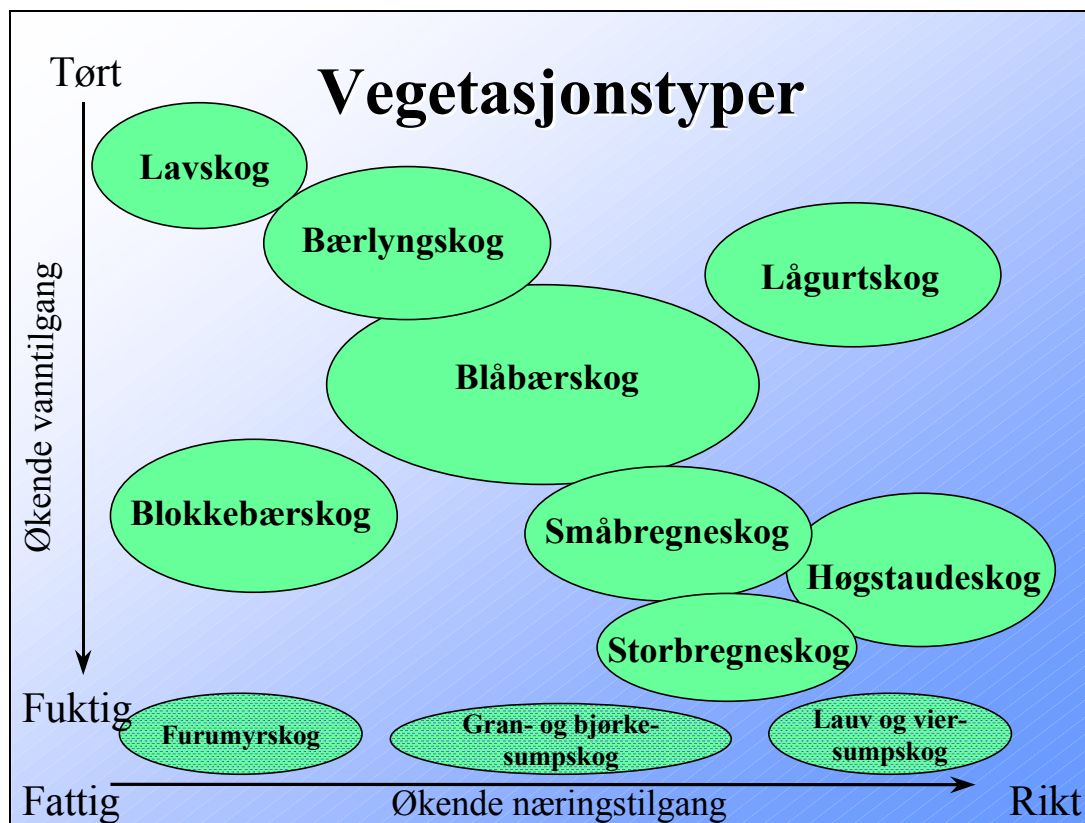 Tørt
Vegetasjonstyper
Lavskog
Bærlyngskog
Lågurtskog
Økende vanntilgang
Blåbærskog
Blokkebærskog
Småbregneskog
Høgstaudeskog
Storbregneskog
Fuktig
Furumyrskog
Gran- og bjørke-
sumpskog
Lauv og vier-
sumpskog
Fattig
Økende næringstilgang
Rikt